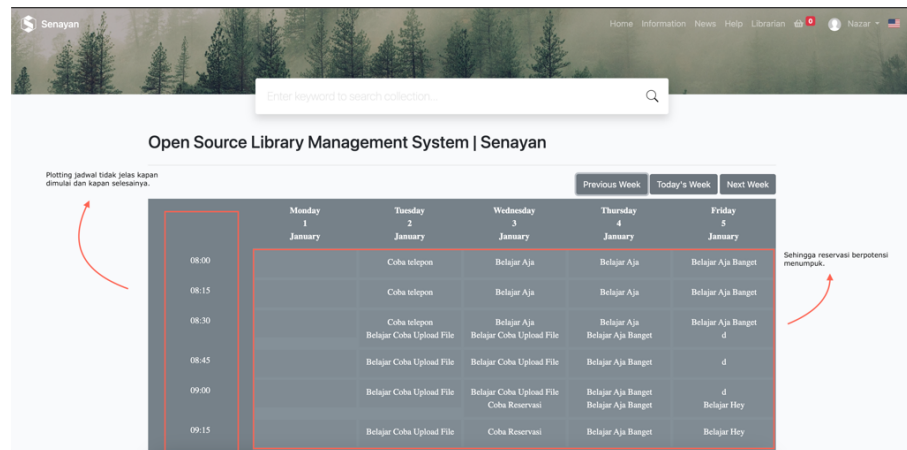 Senayan
Home Information News Help Librarian 0 Nazar
Enter keyword to search collection...
Open Source Library Management System | Senayan
Plotting jadwal tidak jelas kapan
dimulai dan kapan selesainya.
Previous Week Today's Week Next Week
Monday Tuesday Wednesday Thursday Friday
1 2 3 4 5
January January January January January
Sehingga reservasi berpotensi
menumpuk.
08:00 Coba telepon Belajar Aja Belajar Aja Belajar Aja Banget
08:15 Coba telepon Belajar Aja Belajar Aja Belajar Aja Banget
08:30 Coba telepon Belajar Aja Belajar Aja Belajar Aja Banget
Belajar Coba Upload File Belajar Coba Upload File Belajar Aja Banget d
08:45 Belajar Coba Upload File Belajar Coba Upload File Belajar Aja Banget d
09:00 Belajar Coba Upload File Belajar Coba Upload File Belajar Aja Banget d
Coba Reservasi Belajar Aja Banget Belajar Hey
09:15 Belajar Coba Upload File Coba Reservasi Belajar Aja Banget Belajar Hey